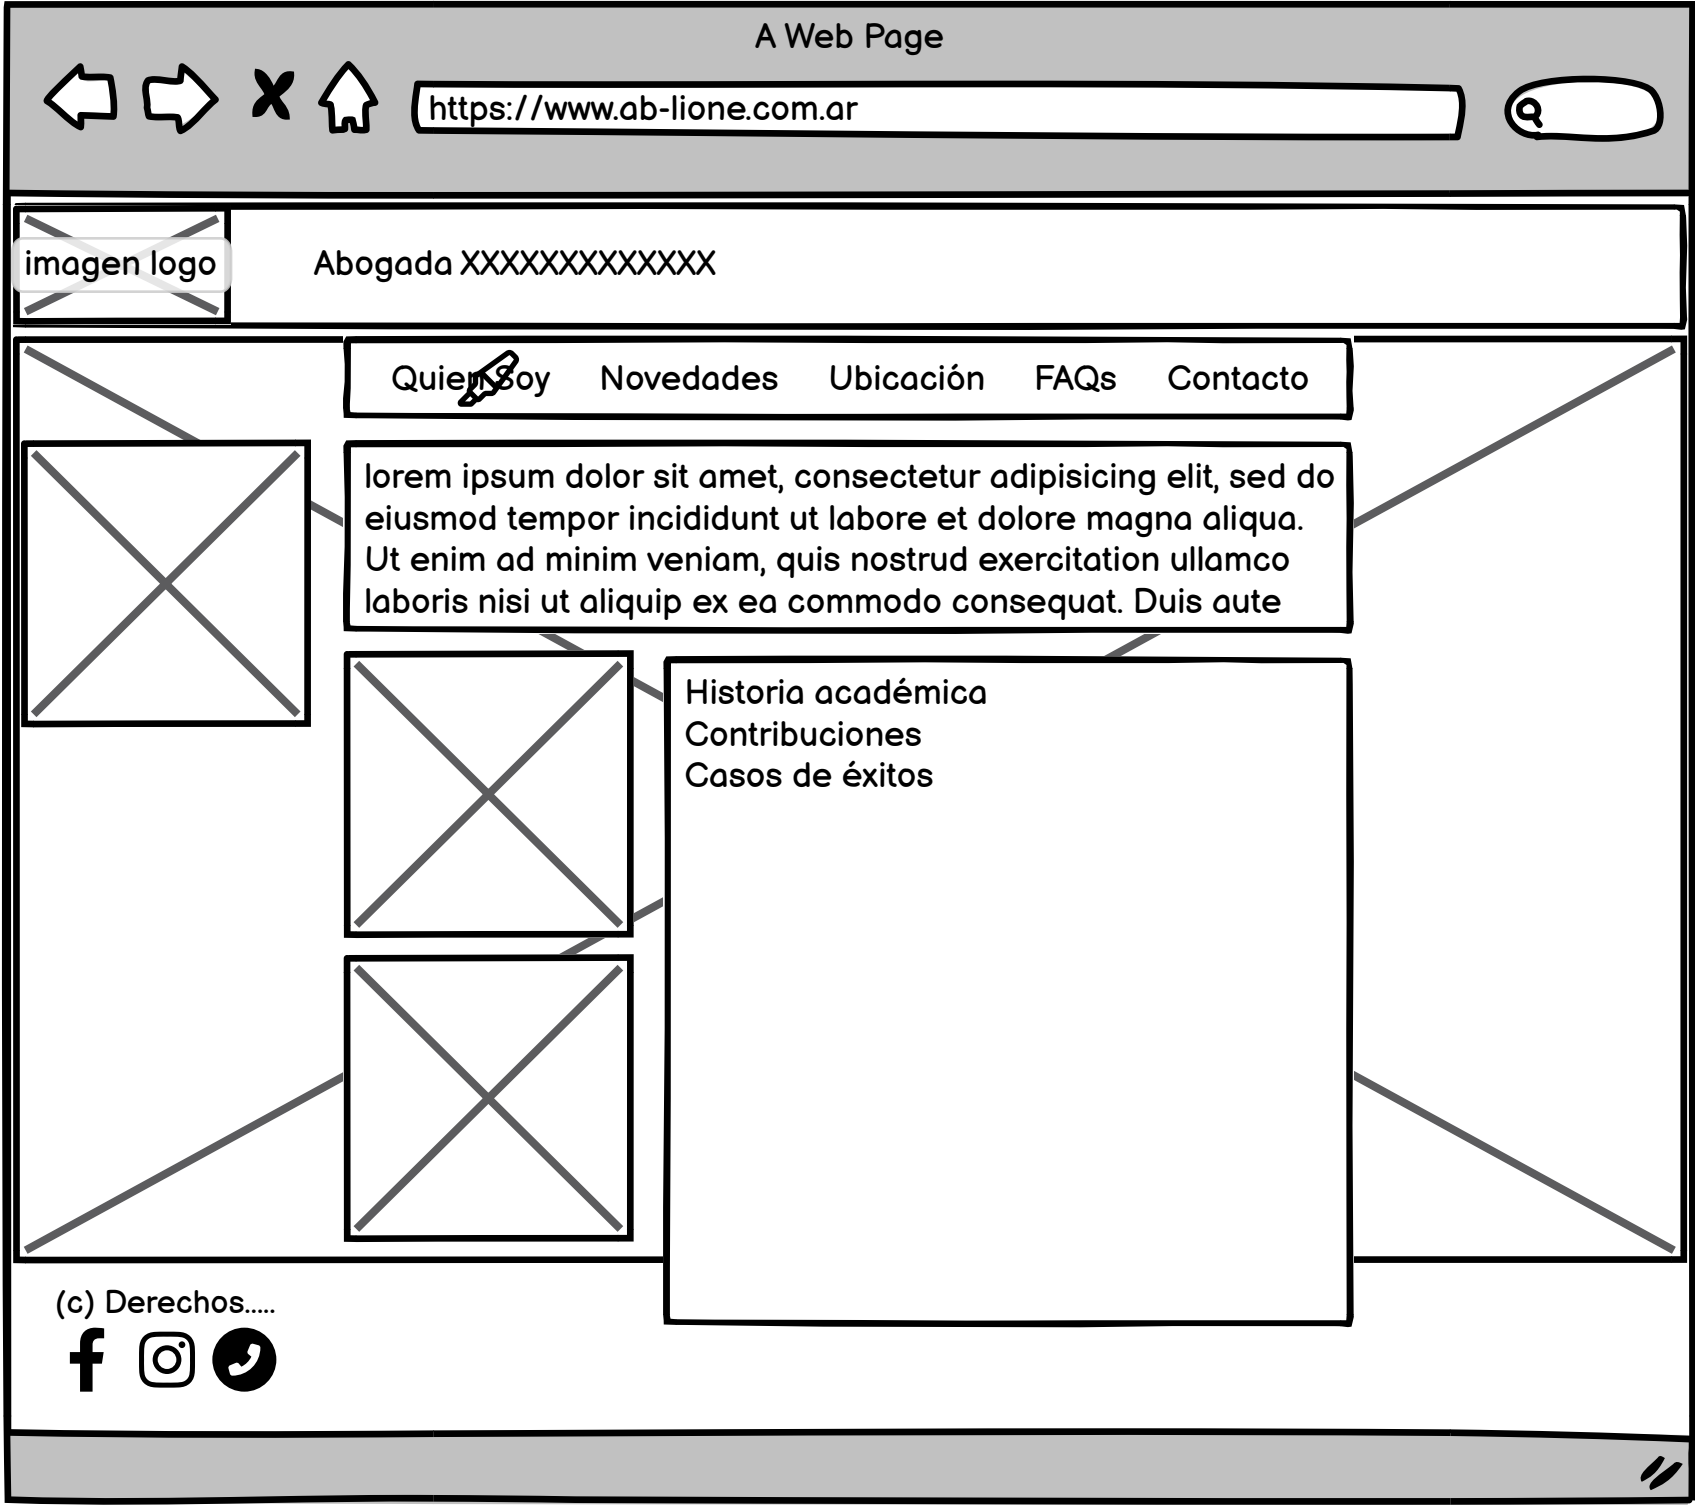 A Web Page
https://www.ab-lione.com.ar
imagen logo
Abogada XXXXXXXXXXXXX
Quien Soy Novedades Ubicación FAQs Contacto
lorem ipsum dolor sit amet, consectetur adipisicing elit, sed do
eiusmod tempor incididunt ut labore et dolore magna aliqua.
Ut enim ad minim veniam, quis nostrud exercitation ullamco
laboris nisi ut aliquip ex ea commodo consequat. Duis aute
Historia académica
Contribuciones
Casos de éxitos
(c) Derechos.....